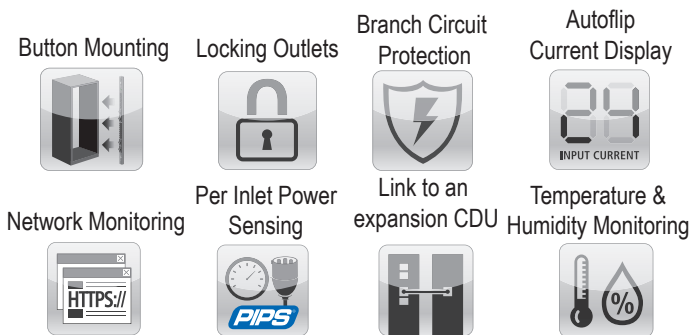 Button Mounting
Locking Outlets
Branch Circuit
Protection
Autoflip
Current Display
INPUT CURRENT
Network Monitoring
Per Inlet Power
Sensing
Link to an
expansion CDU
Temperature &
Humidity Monitoring
HTTPS://
PIPS
%